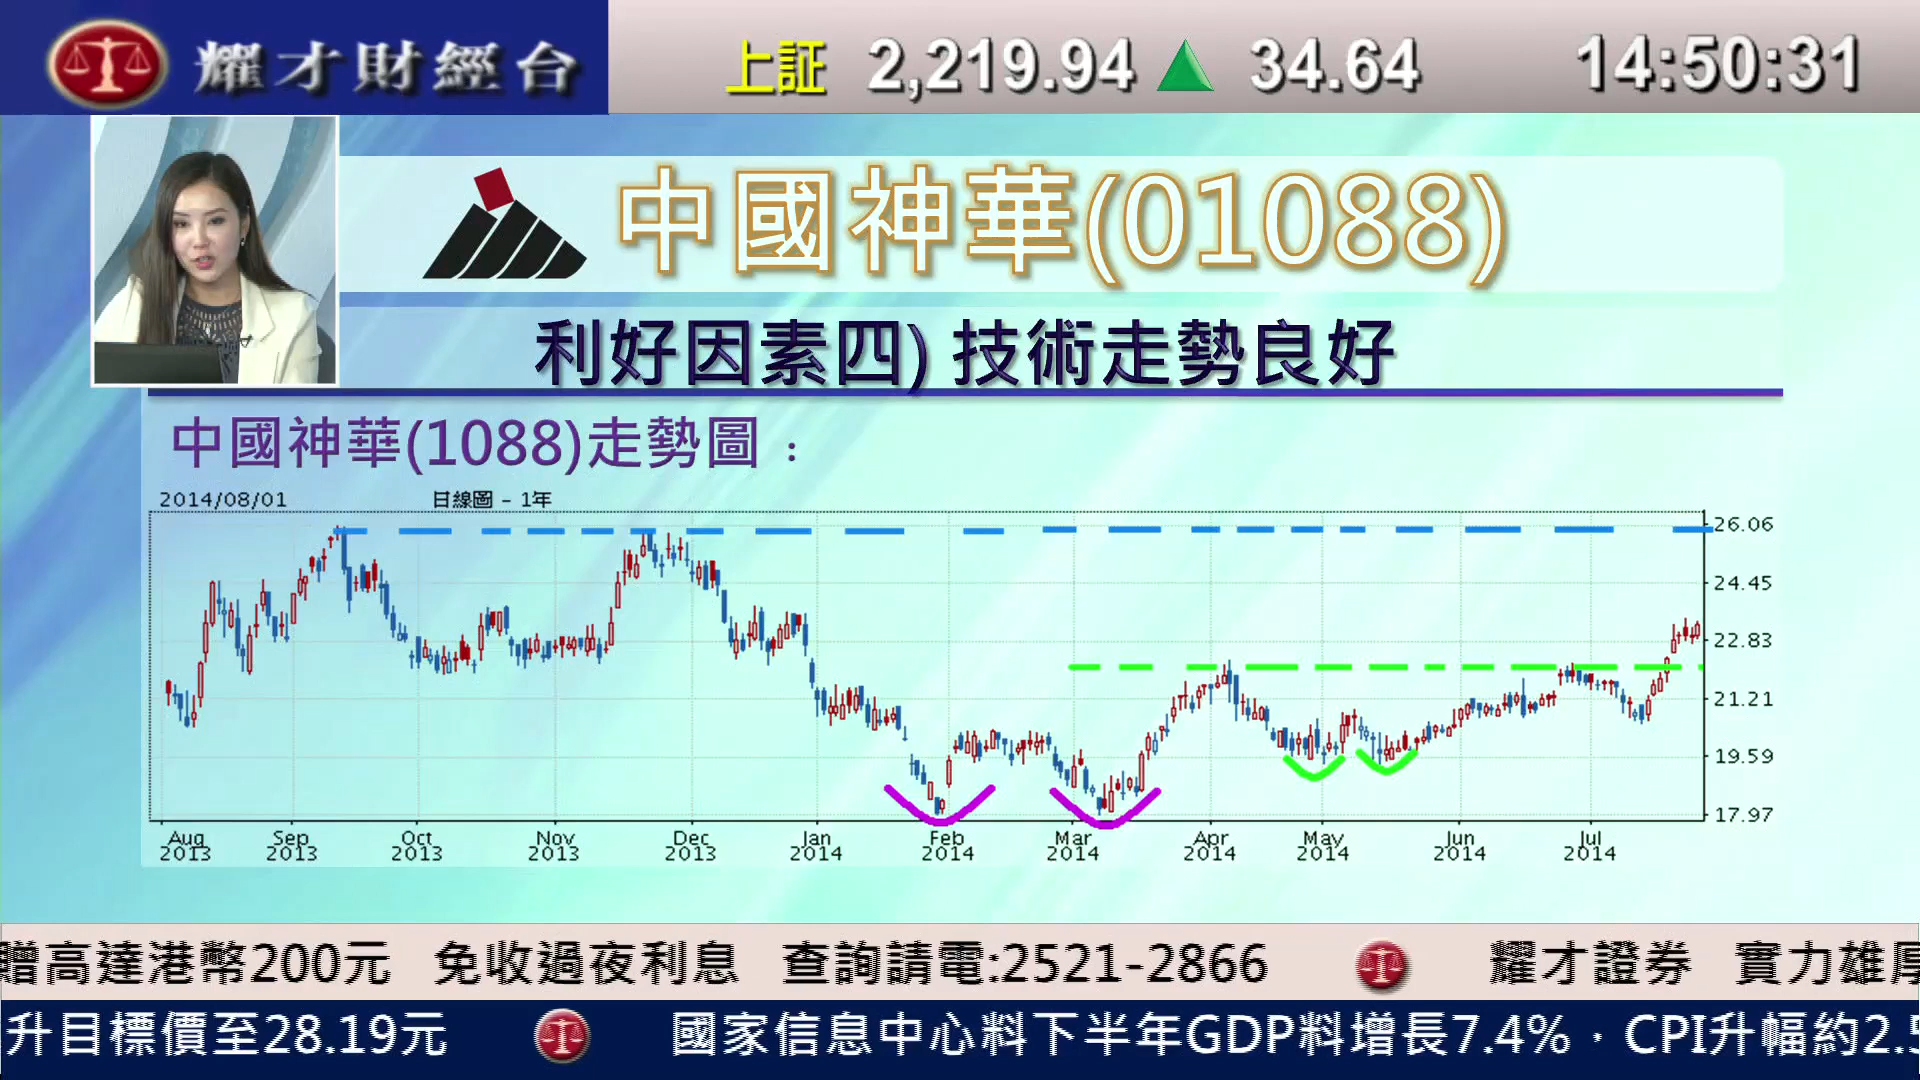 耀才財經台
上証 2,219.94 ▲ 34.64 14:50:31
中國神華(01088)
利好因素四) 技術走勢良好
中國神華(1088)走勢圖：
2014/08/01 日線圖 - 1年
26.06
24.45
22.83
21.21
19.59
17.97
Aug Sep Oct Nov Dec Jan Feb Mar Apr May Jun Jul
2013 2013 2013 2013 2013 2014 2014 2014 2014 2014 2014 2014
贈高達港幣200元 免收過夜利息 查詢請電:2521-2866 耀才證券 實力雄厚
升目標價至28.19元 國家信息中心料下半年GDP料增長7.4%，CPI升幅約2.5